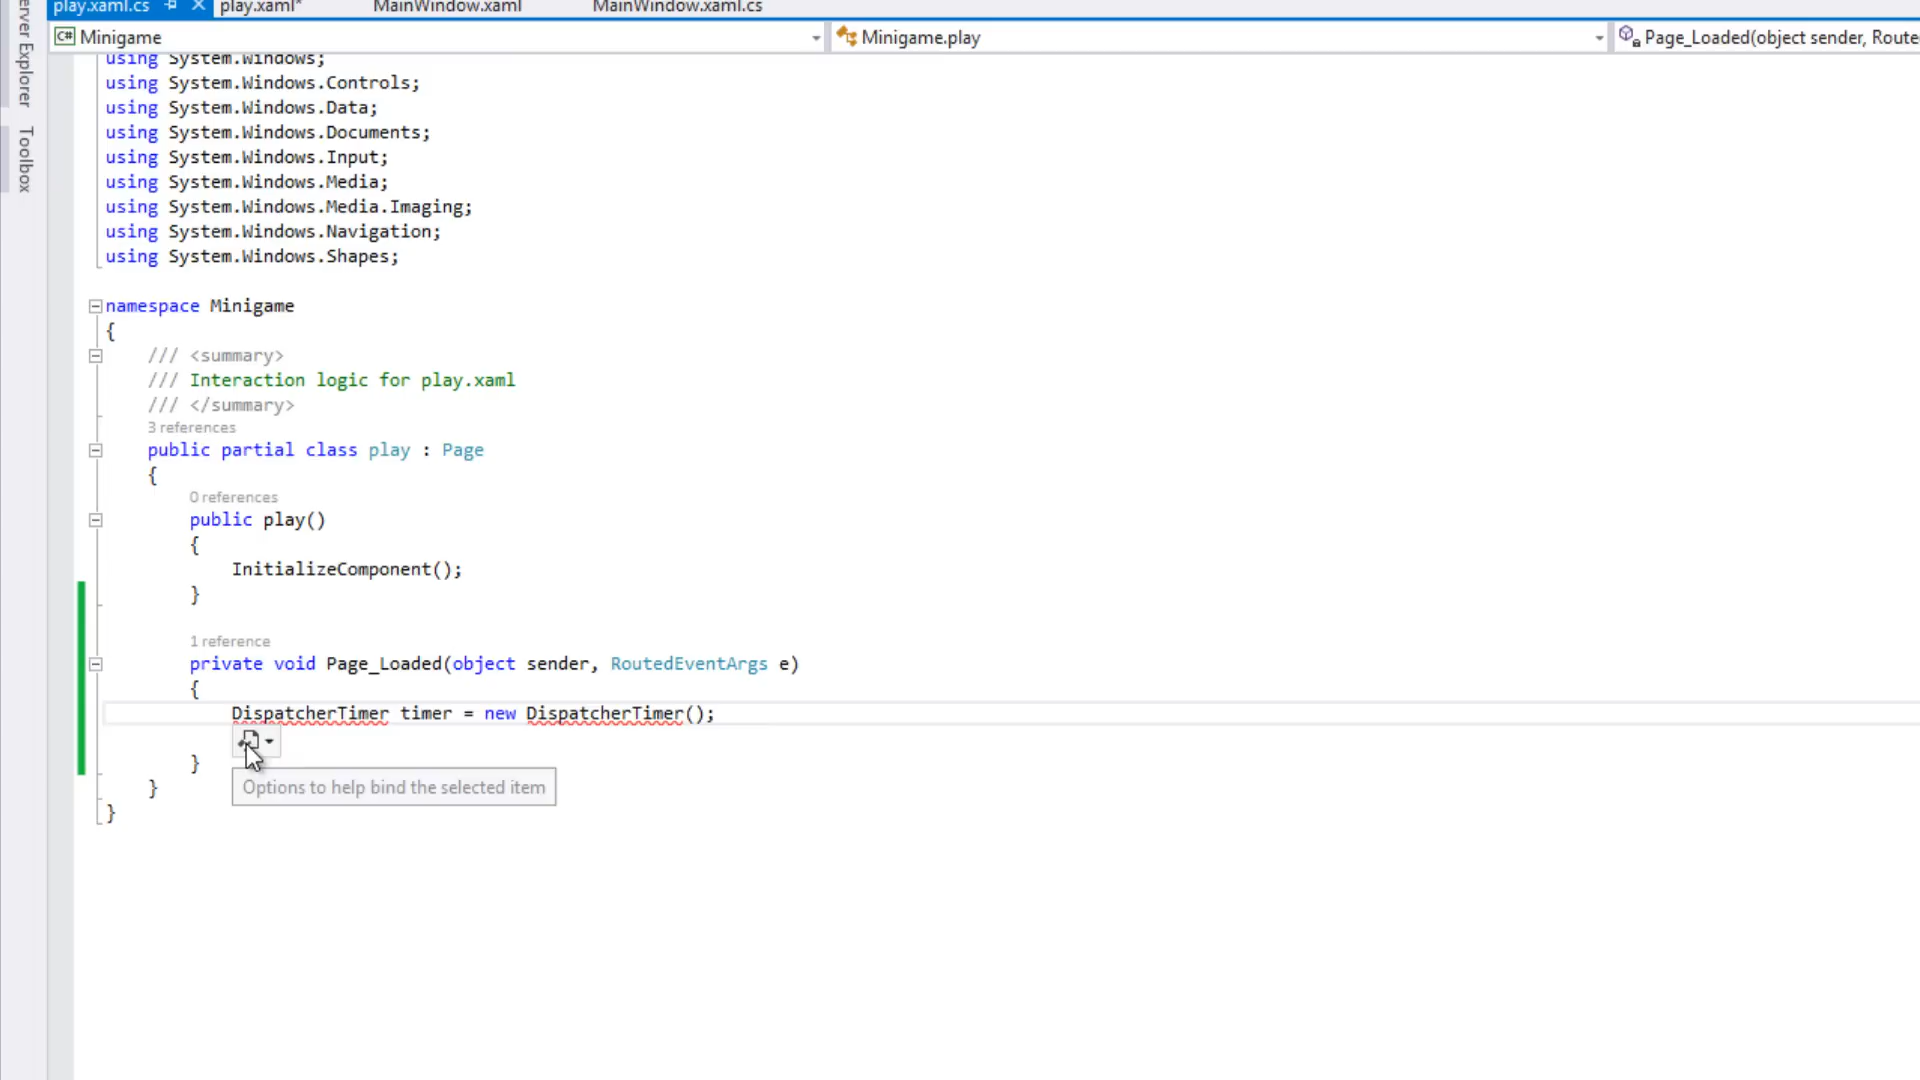 play.xaml.cs play.xaml* MainWindow.xaml MainWindow.xaml.cs
Minigame Minigame.play Page_Loaded(object sender, Route
erver Explorer
Toolbox
using System.Windows;
using System.Windows.Controls;
using System.Windows.Data;
using System.Windows.Documents;
using System.Windows.Input;
using System.Windows.Media;
using System.Windows.Media.Imaging;
using System.Windows.Navigation;
using System.Windows.Shapes;
namespace Minigame
{
/// <summary>
/// Interaction logic for play.xaml
/// </summary>
3 references
public partial class play : Page
{
0 references
public play()
{
InitializeComponent();
}
1 reference
private void Page_Loaded(object sender, RoutedEventArgs e)
{
DispatcherTimer timer = new DispatcherTimer();
}
Options to help bind the selected item
}
}